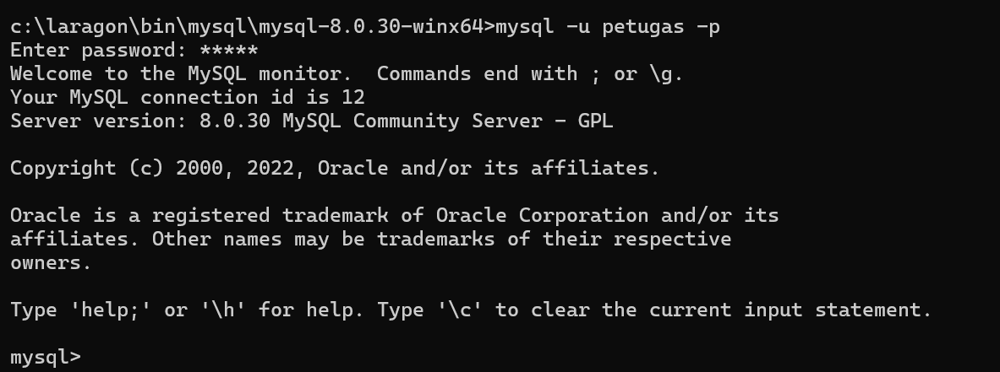 c:\laragon\bin\mysql\mysql-8.0.30-winx64>mysql -u petugas -p
Enter password: *****
Welcome to the MySQL monitor.  Commands end with ; or \g.
Your MySQL connection id is 12
Server version: 8.0.30 MySQL Community Server - GPL
Copyright (c) 2000, 2022, Oracle and/or its affiliates.
Oracle is a registered trademark of Oracle Corporation and/or its
affiliates. Other names may be trademarks of their respective
owners.
Type 'help;' or '\h' for help. Type '\c' to clear the current input statement.
mysql>